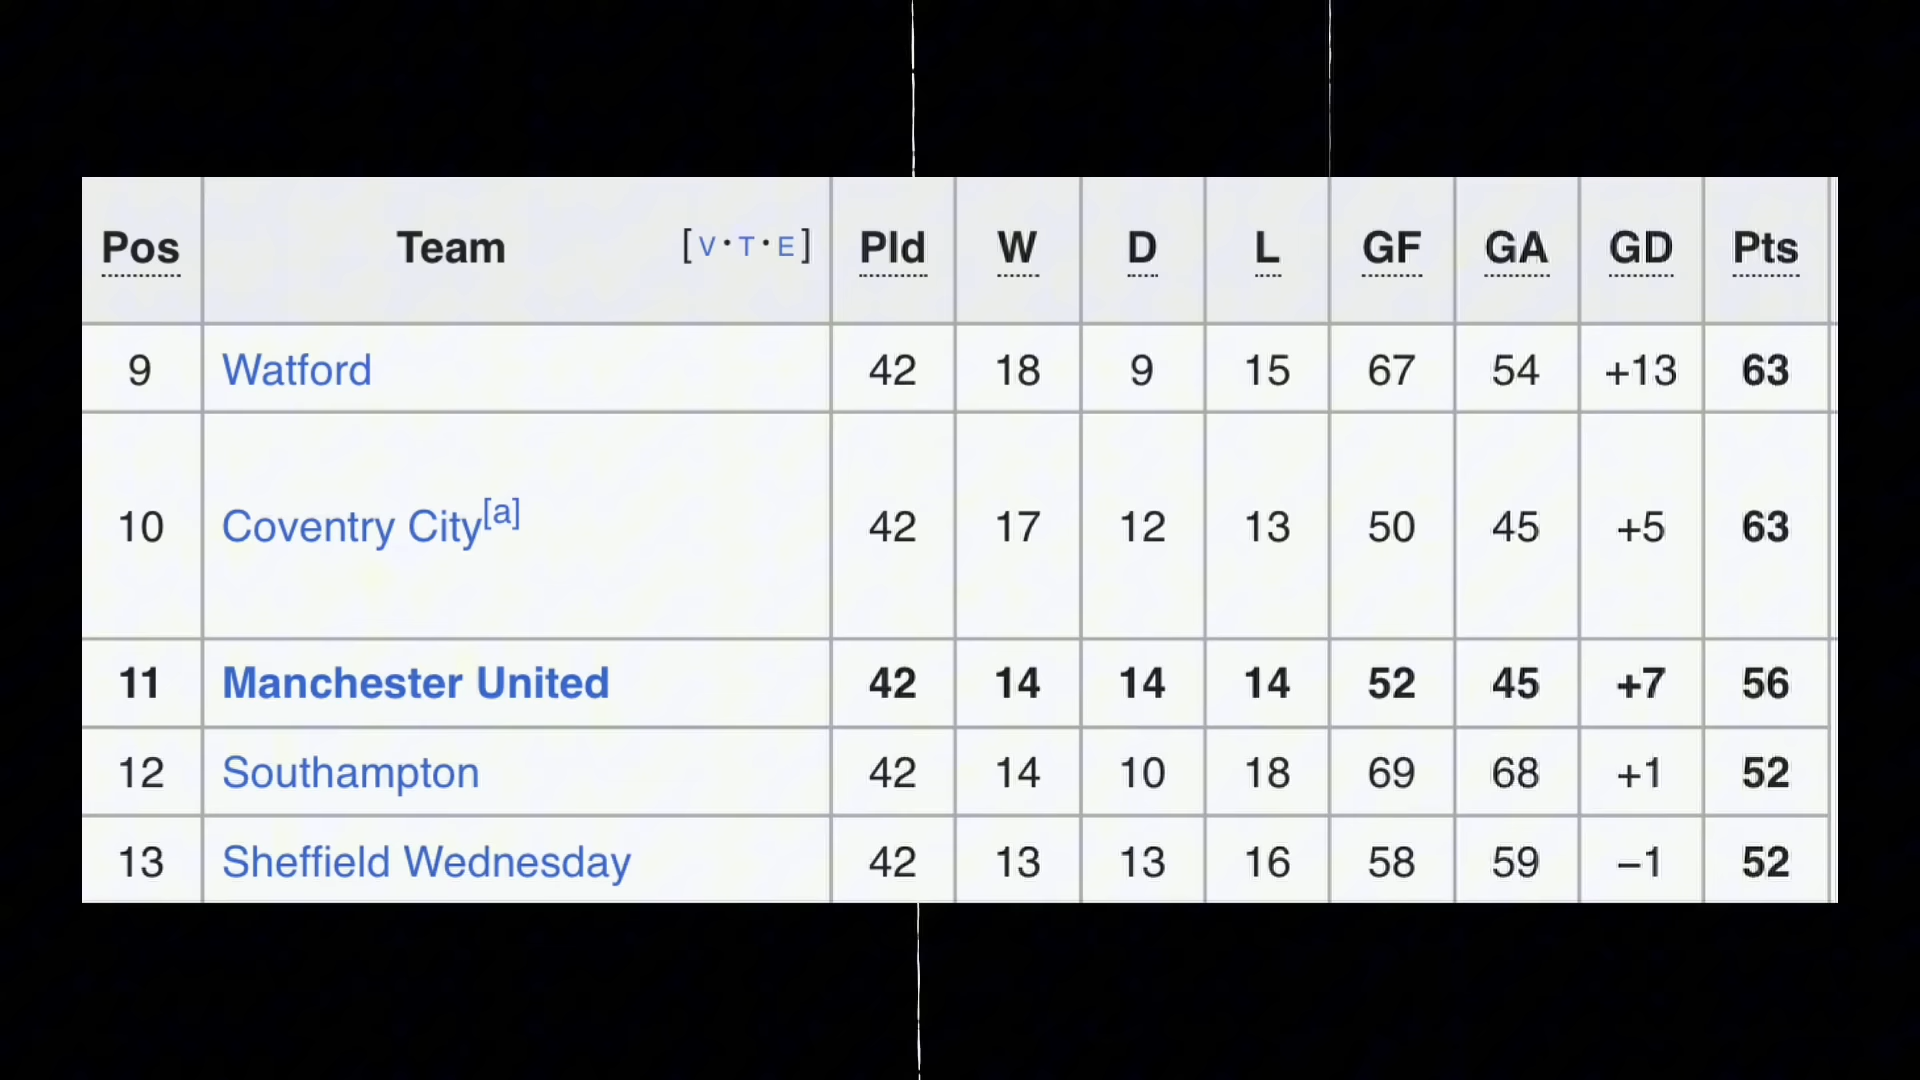 Pos Team [V·T·E] Pld W D L GF GA GD Pts
9 Watford 42 18 9 15 67 54 +13 63
10 Coventry City[a] 42 17 12 13 50 45 +5 63
11 Manchester United 42 14 14 14 52 45 +7 56
12 Southampton 42 14 10 18 69 68 +1 52
13 Sheffield Wednesday 42 13 13 16 58 59 −1 52